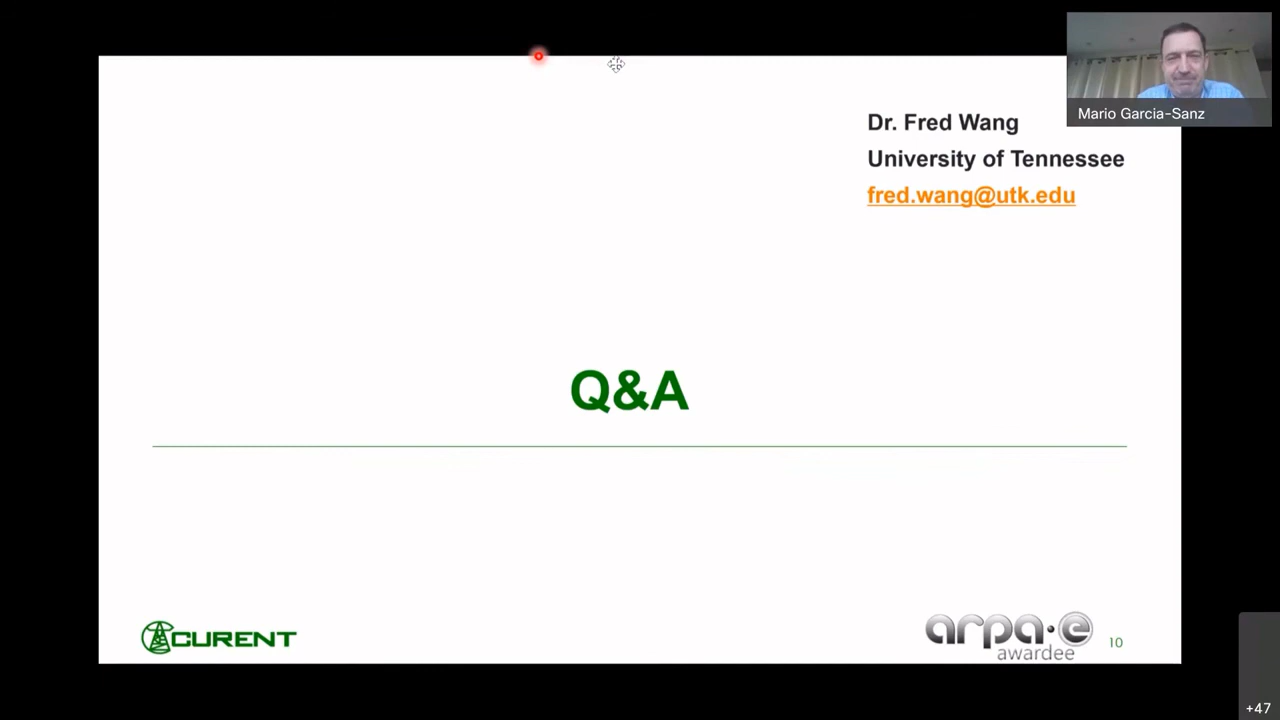 Mario Garcia-Sanz
Dr. Fred Wang
University of Tennessee
fred.wang@utk.edu
Q&A
CURENT
arpa·e
awardee
10
+47